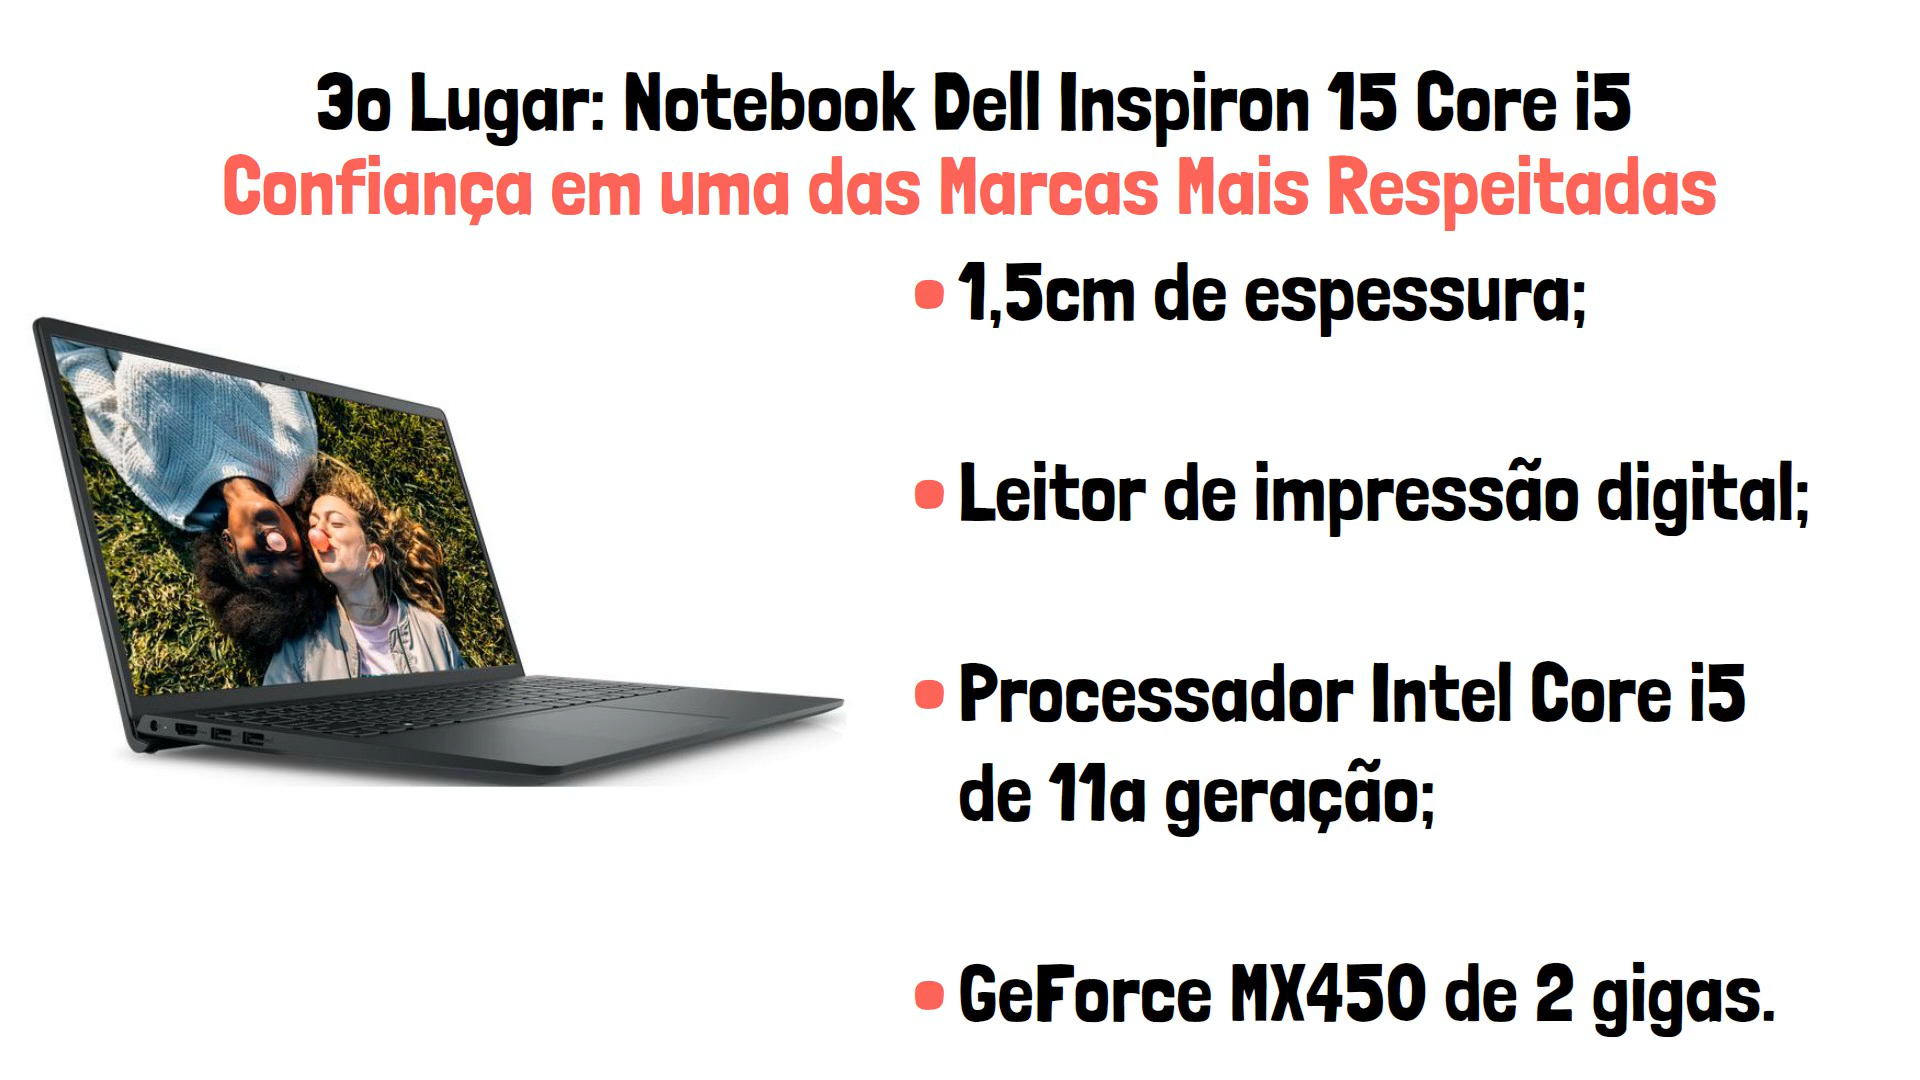 3o Lugar: Notebook Dell Inspiron 15 Core i5
Confiança em uma das Marcas Mais Respeitadas
• 1,5cm de espessura;
• Leitor de impressão digital;
• Processador Intel Core i5
de 11a geração;
• GeForce MX450 de 2 gigas.